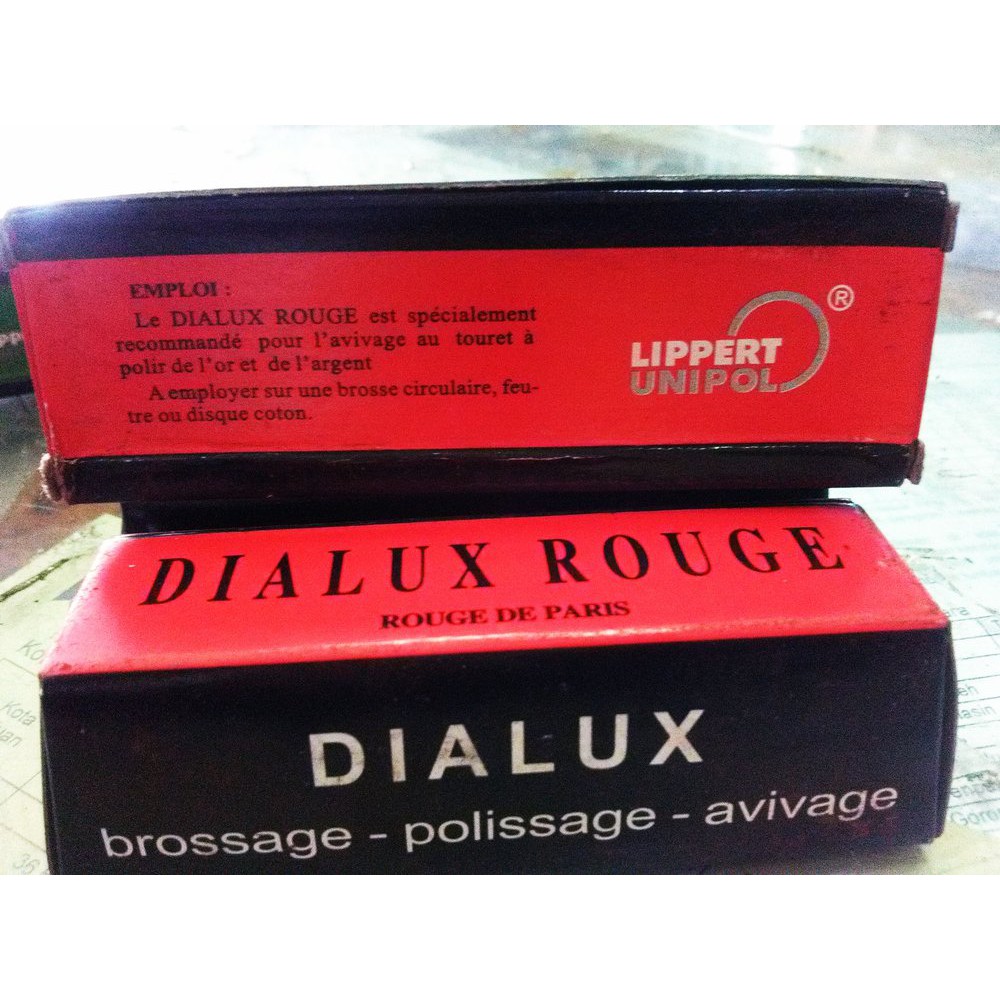 EMPLOI :
Le DIALUX ROUGE est spécialement
recommandé pour l'avivage au touret à
polir de l'or et de l'argent
A employer sur une brosse circulaire, feu-
tre ou disque coton.
LIPPERT
UNIPOL
®
DIALUX ROUGE
ROUGE DE PARIS
DIALUX
brossage - polissage - avivage
Kota